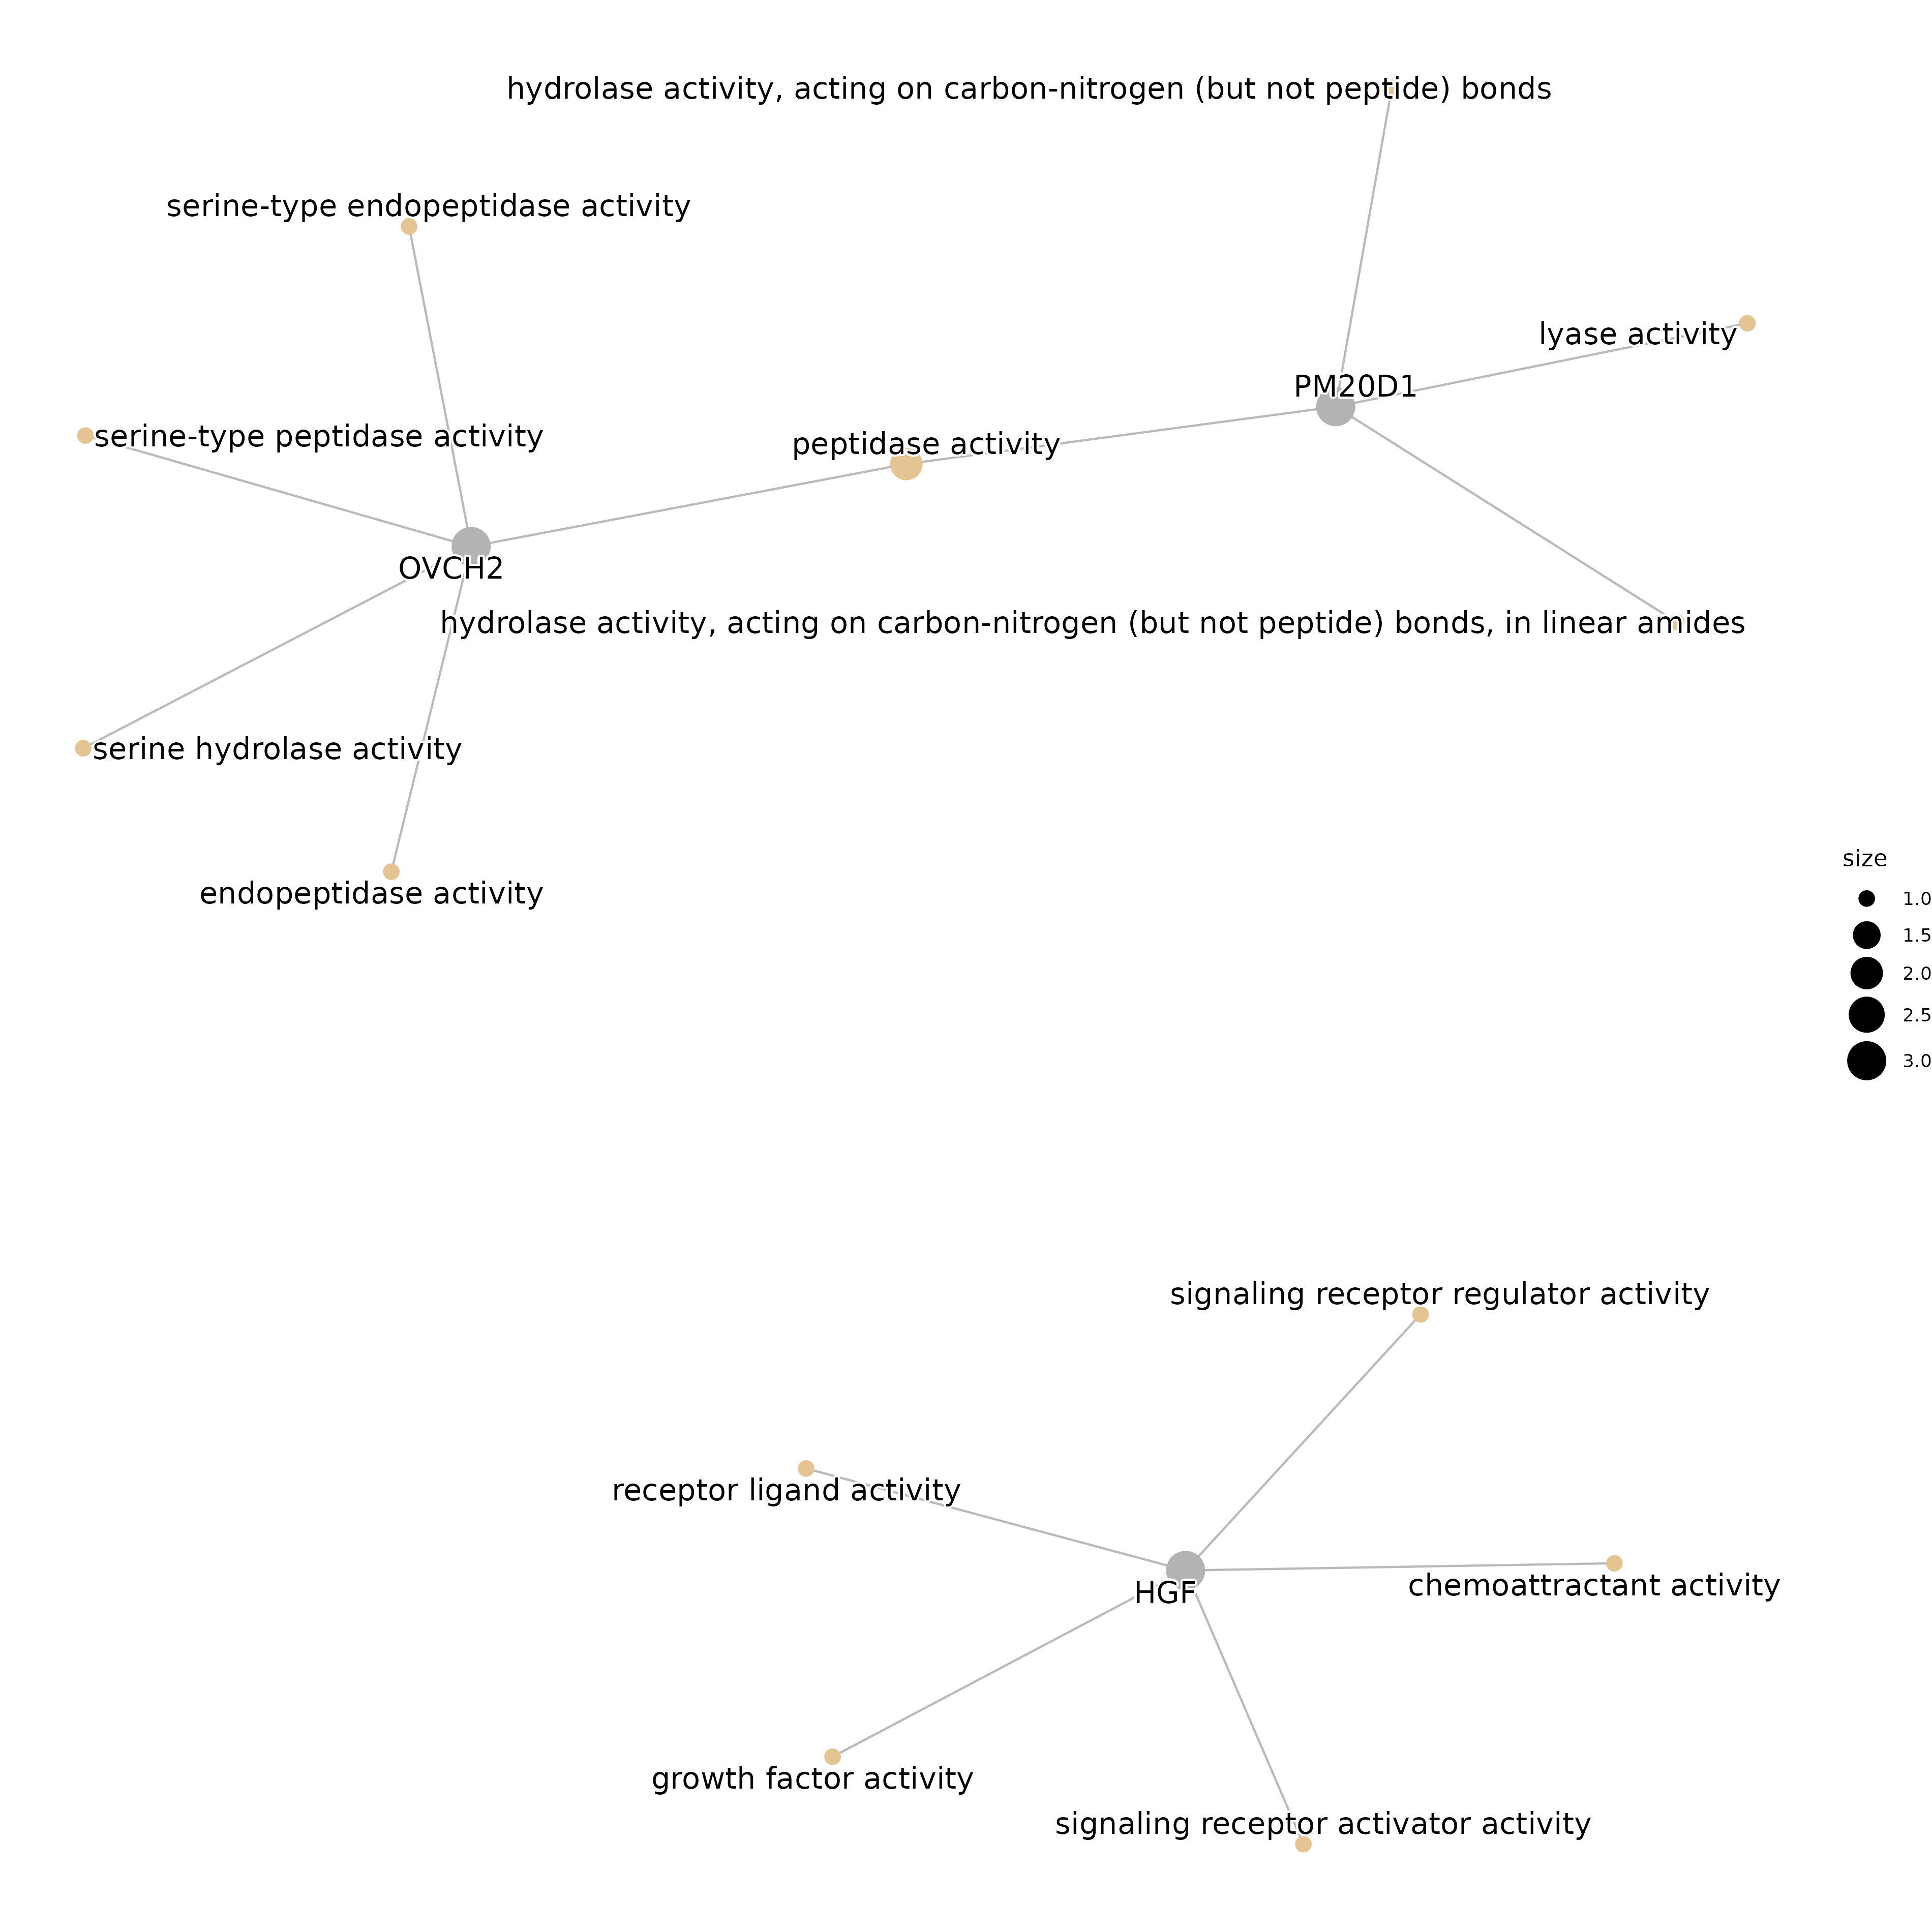 hydrolase activity, acting on carbon-nitrogen (but not peptide) bonds
serine-type endopeptidase activity
lyase activity
PM20D1
serine-type peptidase activity
peptidase activity
OVCH2
hydrolase activity, acting on carbon-nitrogen (but not peptide) bonds, in linear amides
serine hydrolase activity
endopeptidase activity
size
1.0
1.5
2.0
2.5
3.0
signaling receptor regulator activity
receptor ligand activity
chemoattractant activity
HGF
growth factor activity
signaling receptor activator activity